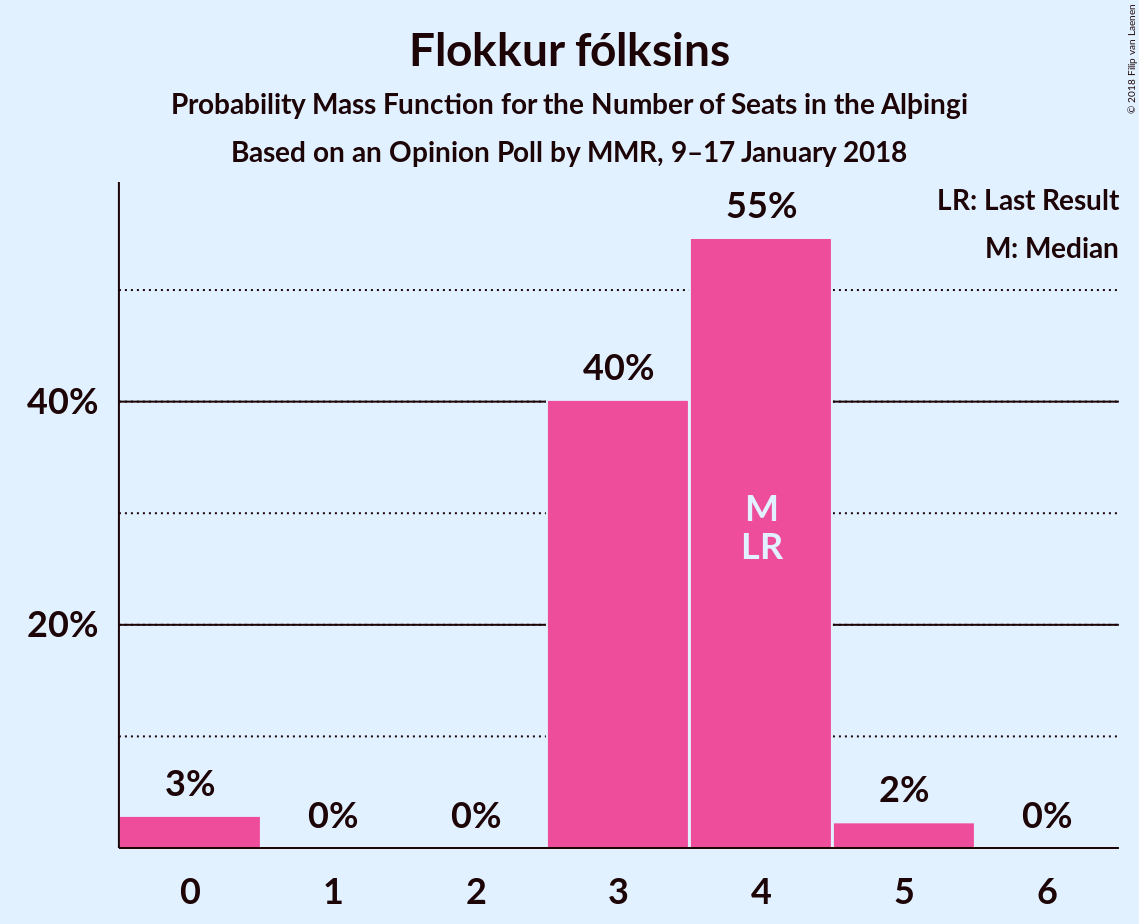 Flokkur fólksins
Probability Mass Function for the Number of Seats in the Alþingi
Based on an Opinion Poll by MMR, 9–17 January 2018
© 2018 Filip van Laenen
LR: Last Result
M: Median
55%
40%
40%
M
LR
20%
3%
0%
0%
2%
0%
0 1 2 3 4 5 6